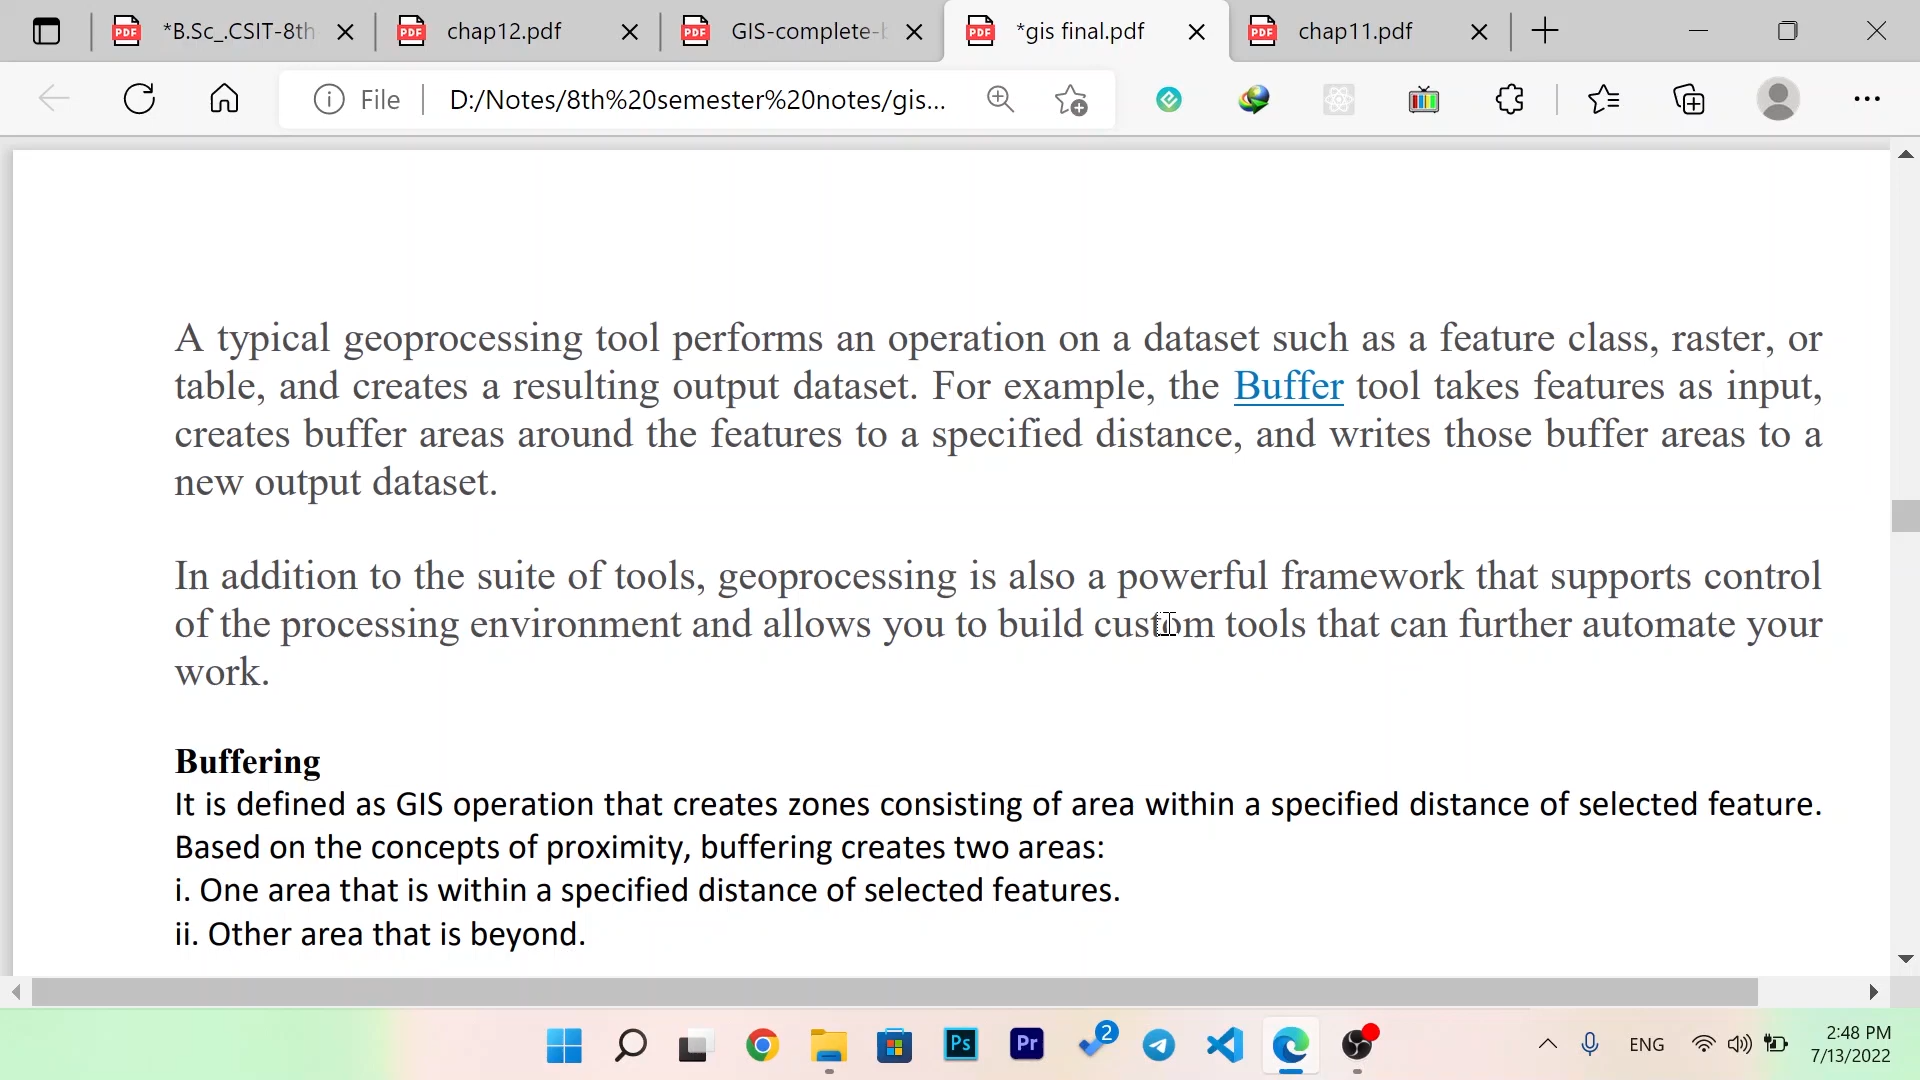 *B.Sc_.CSIT-8th
chap12.pdf
GIS-complete-b
*gis final.pdf
chap11.pdf
File
D:/Notes/8th%20semester%20notes/gis...
A typical geoprocessing tool performs an operation on a dataset such as a feature class, raster, or
table, and creates a resulting output dataset. For example, the Buffer tool takes features as input,
creates buffer areas around the features to a specified distance, and writes those buffer areas to a
new output dataset.
In addition to the suite of tools, geoprocessing is also a powerful framework that supports control
of the processing environment and allows you to build custom tools that can further automate your
work.
Buffering
It is defined as GIS operation that creates zones consisting of area within a specified distance of selected feature.
Based on the concepts of proximity, buffering creates two areas:
i. One area that is within a specified distance of selected features.
ii. Other area that is beyond.
Ps
Pr
2
ENG
2:48 PM
7/13/2022